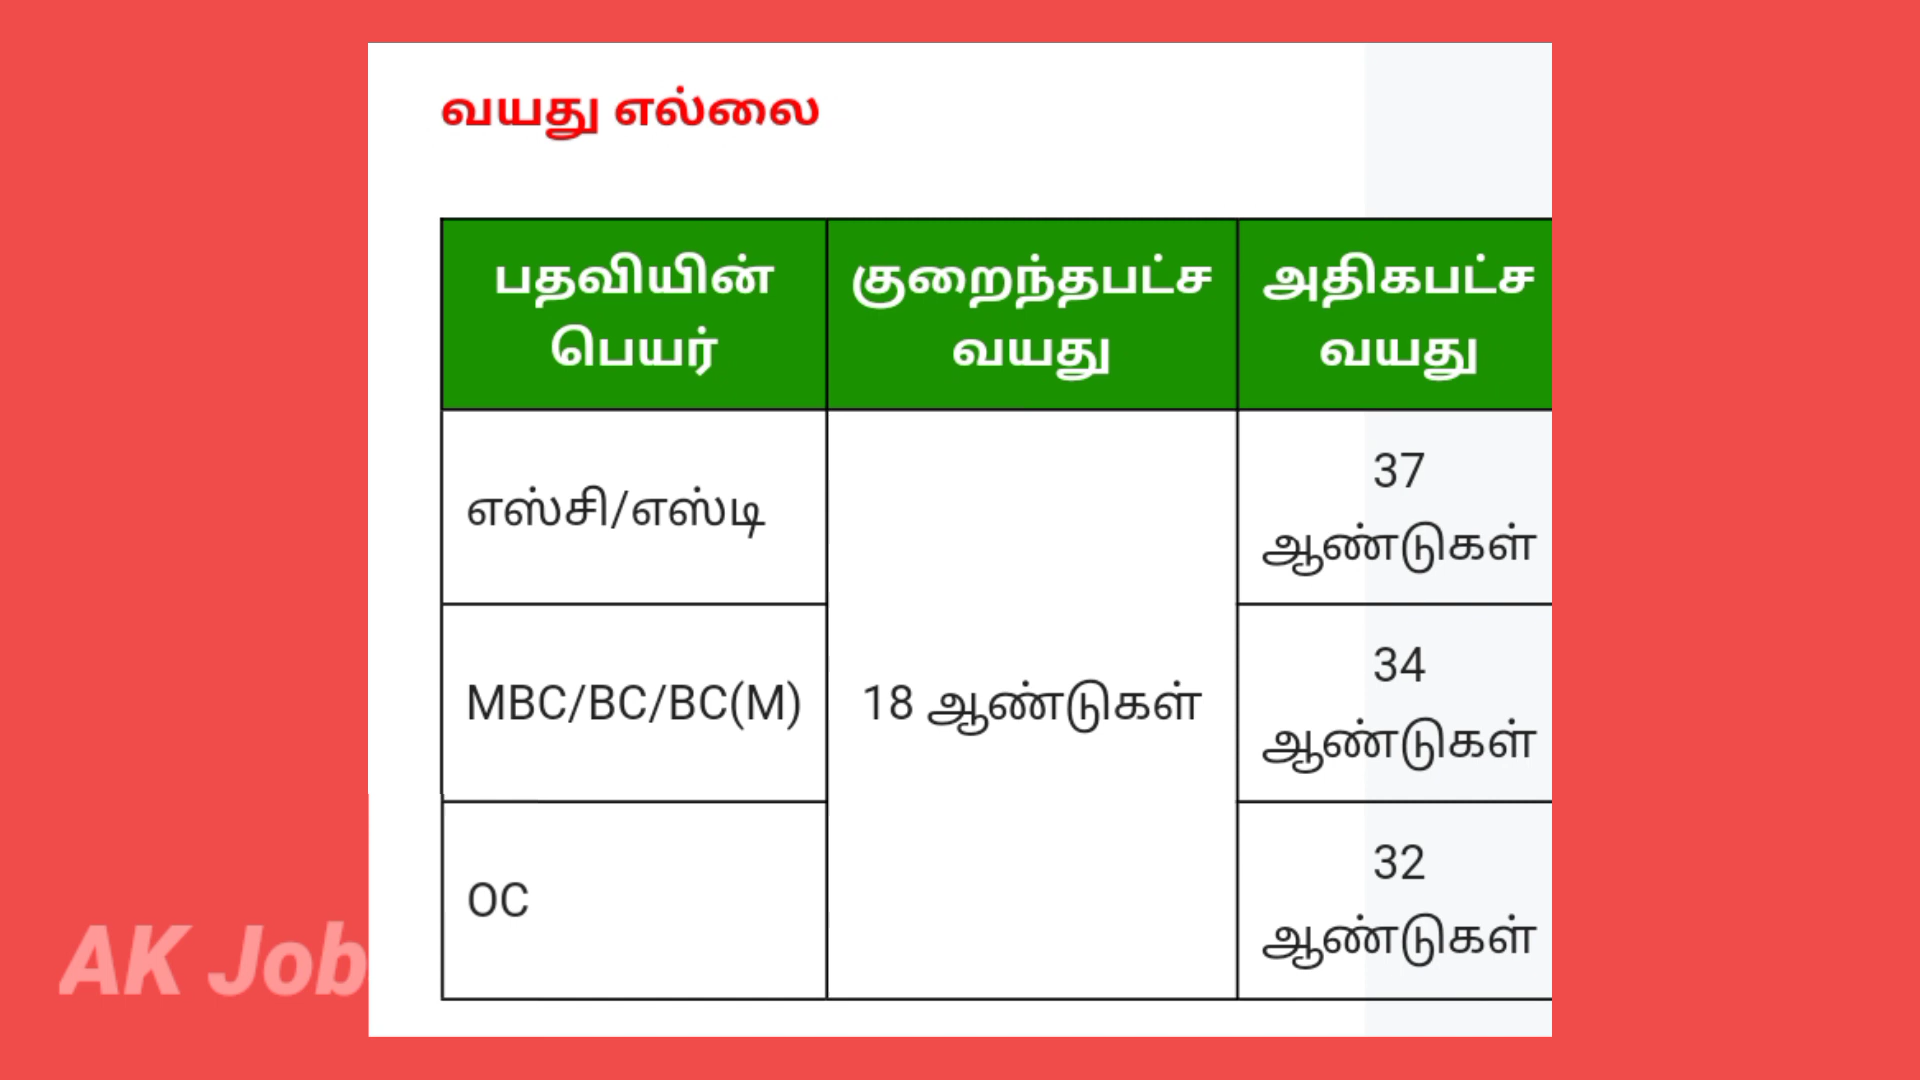 வயது எல்லை
பதவியின் பெயர் குறைந்தபட்ச வயது அதிகபட்ச வயது
எஸ்சி/எஸ்டி 18 ஆண்டுகள் 37 ஆண்டுகள்
MBC/BC/BC(M) 34 ஆண்டுகள்
OC 32 ஆண்டுகள்
AK Job